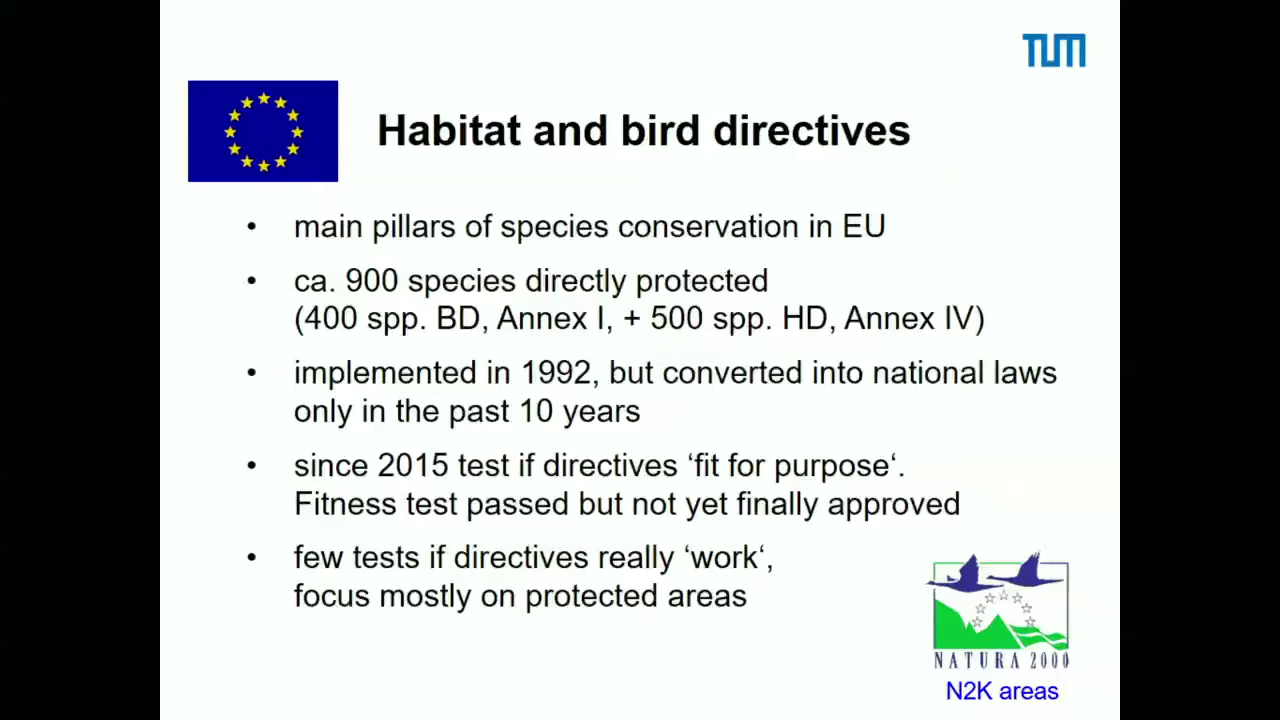 TUM
Habitat and bird directives
• main pillars of species conservation in EU
• ca. 900 species directly protected
(400 spp. BD, Annex I, + 500 spp. HD, Annex IV)
• implemented in 1992, but converted into national laws
only in the past 10 years
• since 2015 test if directives ‘fit for purpose‘.
Fitness test passed but not yet finally approved
• few tests if directives really ‘work‘,
focus mostly on protected areas
NATURA 2000
N2K areas